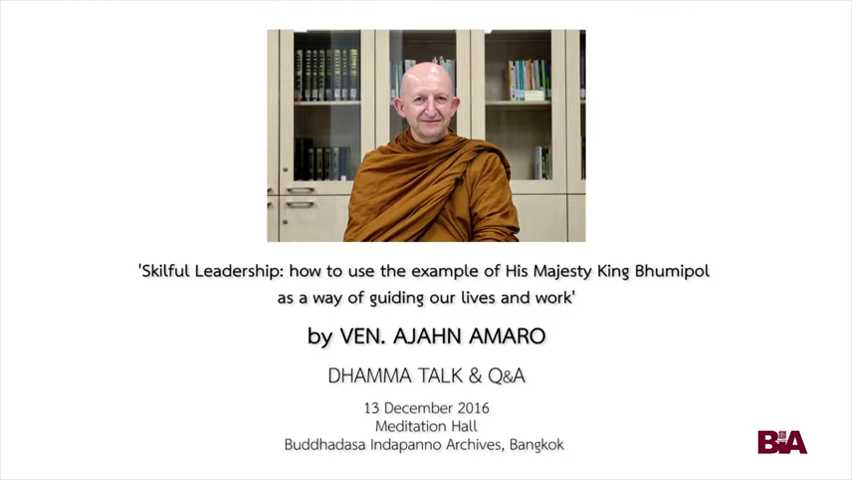 'Skilful Leadership: how to use the example of His Majesty King Bhumipol
as a way of guiding our lives and work'
by VEN. AJAHN AMARO
DHAMMA TALK & Q&A
13 December 2016
Meditation Hall
Buddhadasa Indapanno Archives, Bangkok
BIA